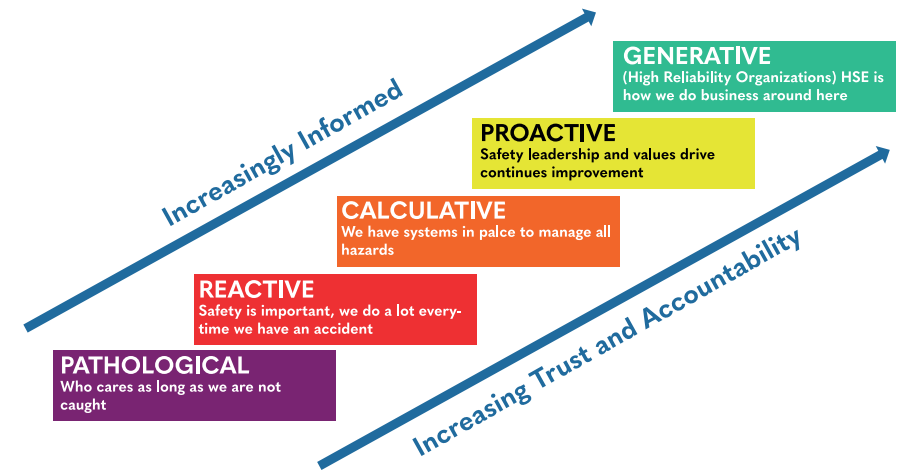 GENERATIVE
(High Reliability Organizations) HSE is
how we do business around here
Increasingly Informed
PROACTIVE
Safety leadership and values drive
continues improvement
CALCULATIVE
We have systems in palce to manage all
hazards
REACTIVE
Safety is important, we do a lot every-
time we have an accident
Increasing Trust and Accountability
PATHOLOGICAL
Who cares as long as we are not
caught